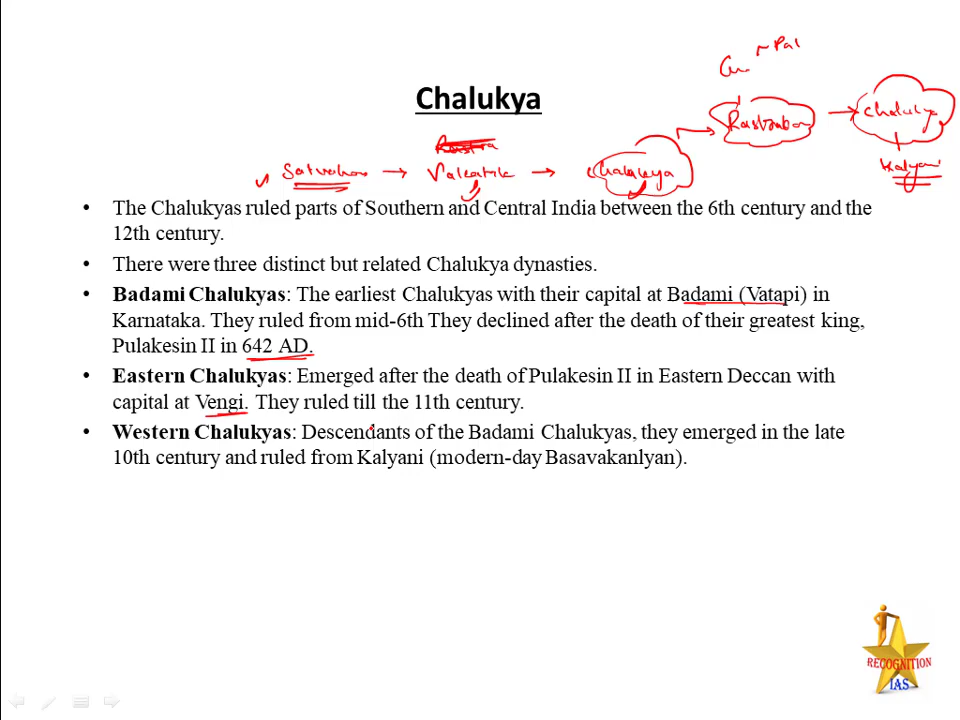 Pal
Chalukya
Chalukya
Kalyani
Satvahan
Chalukya
• The Chalukyas ruled parts of Southern and Central India between the 6th century and the
12th century.
• There were three distinct but related Chalukya dynasties.
• Badami Chalukyas: The earliest Chalukyas with their capital at Badami (Vatapi) in
Karnataka. They ruled from mid-6th They declined after the death of their greatest king,
Pulakesin II in 642 AD.
• Eastern Chalukyas: Emerged after the death of Pulakesin II in Eastern Deccan with
capital at Vengi. They ruled till the 11th century.
• Western Chalukyas: Descendants of the Badami Chalukyas, they emerged in the late
10th century and ruled from Kalyani (modern-day Basavakanlyan).
RECOGNITION
IAS